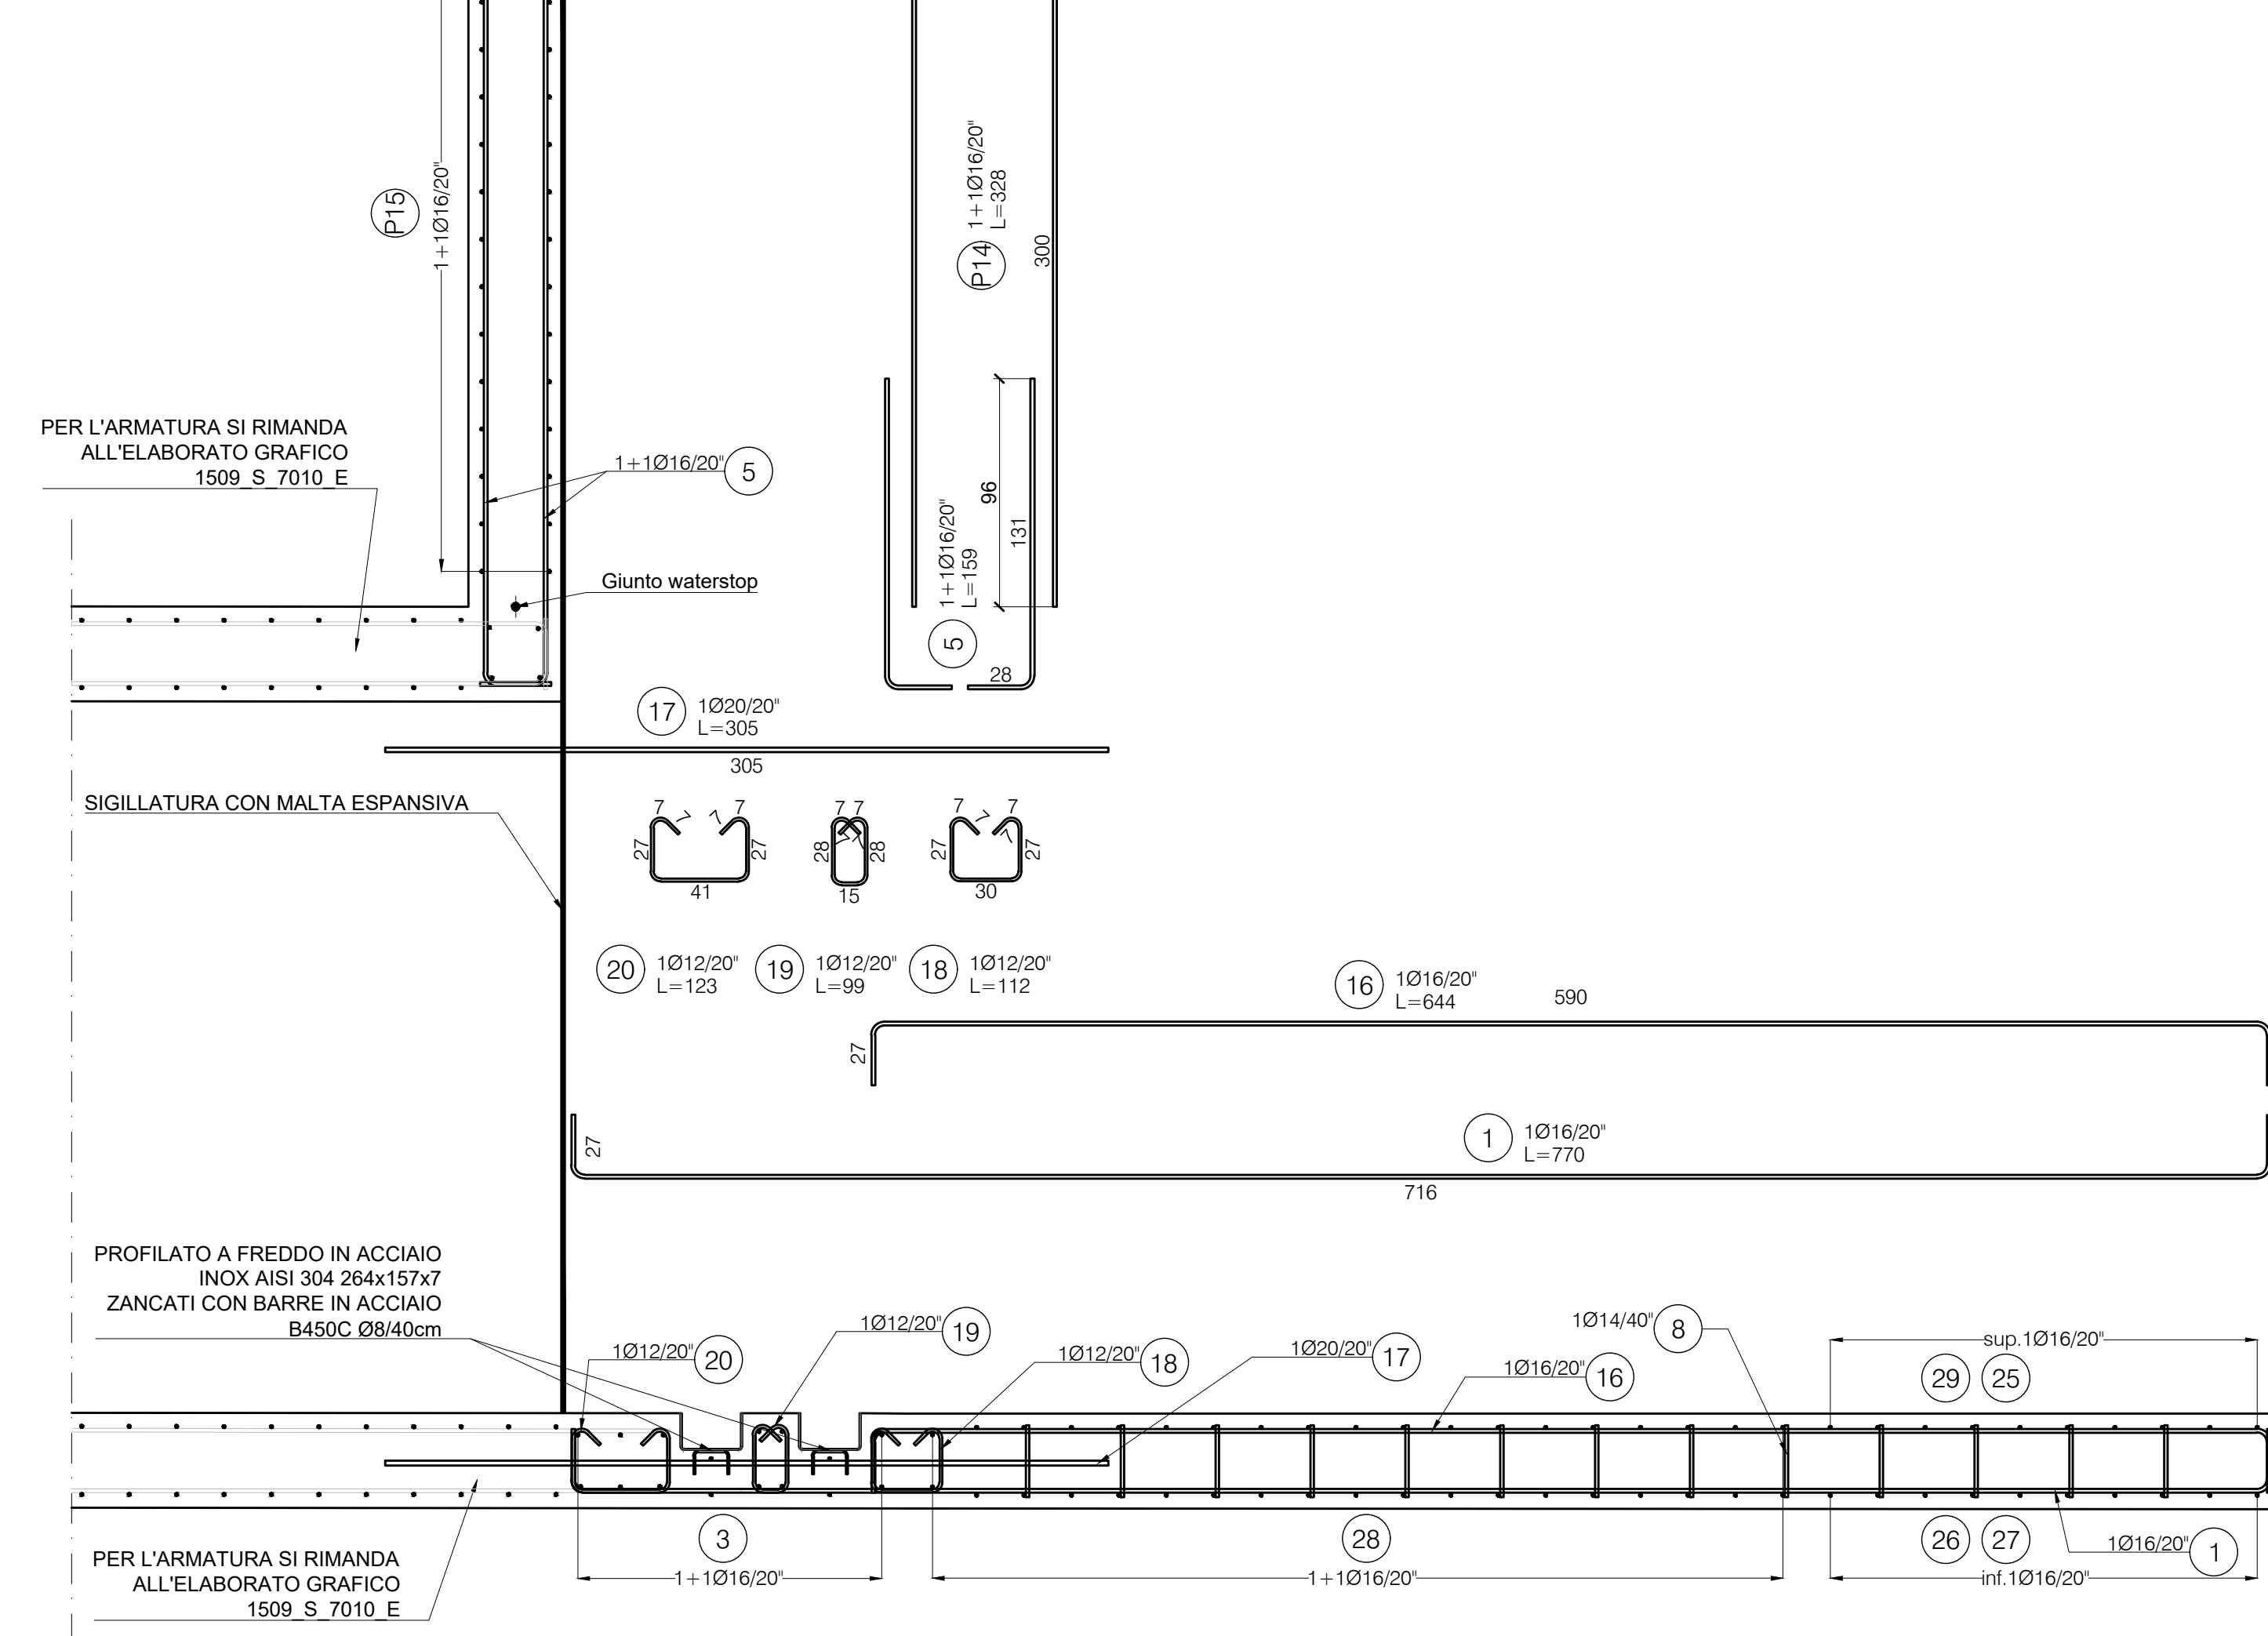 P15
1+1Ø16/20"
P14
1+1Ø16/20"
L=328
300
PER L'ARMATURA SI RIMANDA
ALL'ELABORATO GRAFICO
1509_S_7010_E
1+1Ø16/20"
5
96
131
1+1Ø16/20"
L=159
5
28
Giunto waterstop
17
1Ø20/20"
L=305
305
SIGILLATURA CON MALTA ESPANSIVA
7
7
7
7
27
27
41
7
7
7
7
28
28
15
7
7
7
7
27
27
30
20
1Ø12/20"
L=123
19
1Ø12/20"
L=99
18
1Ø12/20"
L=112
16
1Ø16/20"
L=644
590
27
27
1
1Ø16/20"
L=770
716
PROFILATO A FREDDO IN ACCIAIO
INOX AISI 304 264x157x7
ZANCATI CON BARRE IN ACCIAIO
B450C Ø8/40cm
1Ø12/20"
20
1Ø12/20"
19
1Ø12/20"
18
1Ø20/20"
17
1Ø16/20"
16
1Ø14/40"
8
sup.1Ø16/20"
29
25
3
1+1Ø16/20"
28
1+1Ø16/20"
26
27
1Ø16/20"
1
inf.1Ø16/20"
PER L'ARMATURA SI RIMANDA
ALL'ELABORATO GRAFICO
1509_S_7010_E